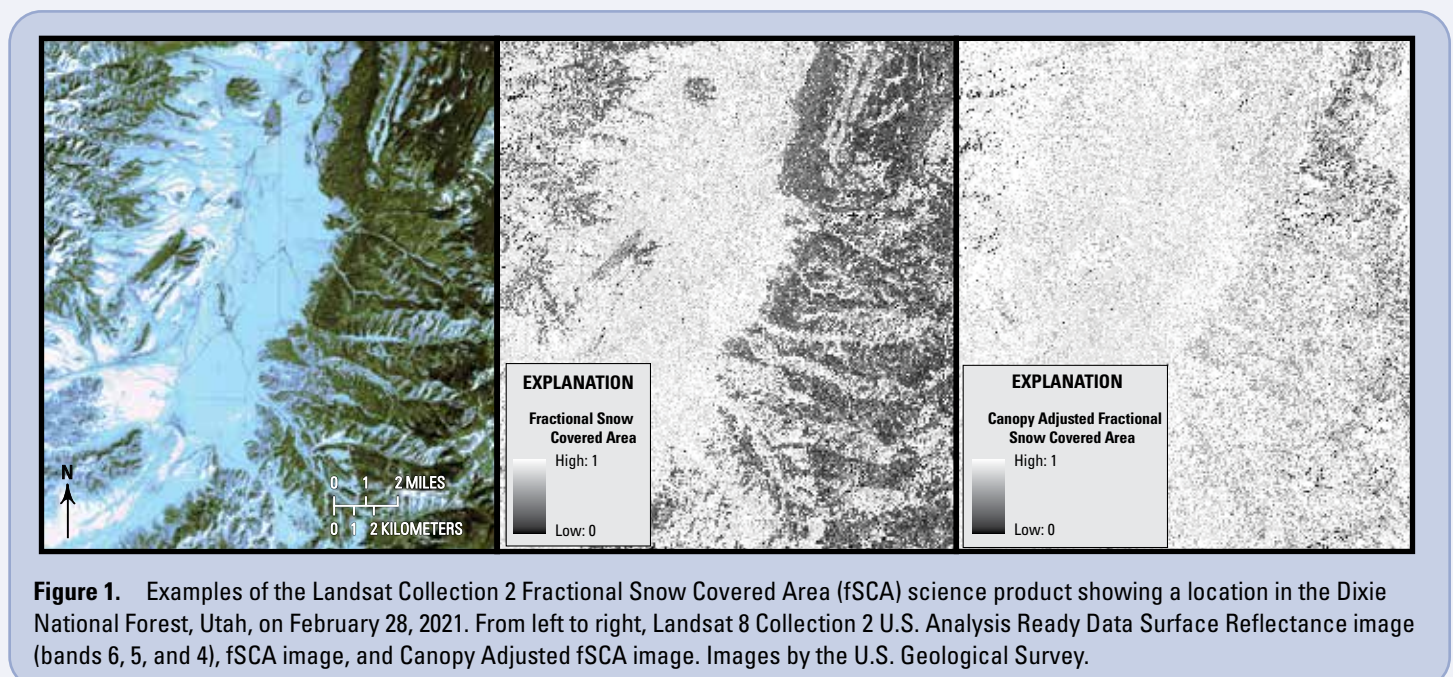 N
0 1 2 MILES
0 1 2 KILOMETERS
EXPLANATION
Fractional Snow
Covered Area
High: 1
Low: 0
EXPLANATION
Canopy Adjusted Fractional
Snow Covered Area
High: 1
Low: 0
Figure 1. Examples of the Landsat Collection 2 Fractional Snow Covered Area (fSCA) science product showing a location in the Dixie
National Forest, Utah, on February 28, 2021. From left to right, Landsat 8 Collection 2 U.S. Analysis Ready Data Surface Reflectance image
(bands 6, 5, and 4), fSCA image, and Canopy Adjusted fSCA image. Images by the U.S. Geological Survey.